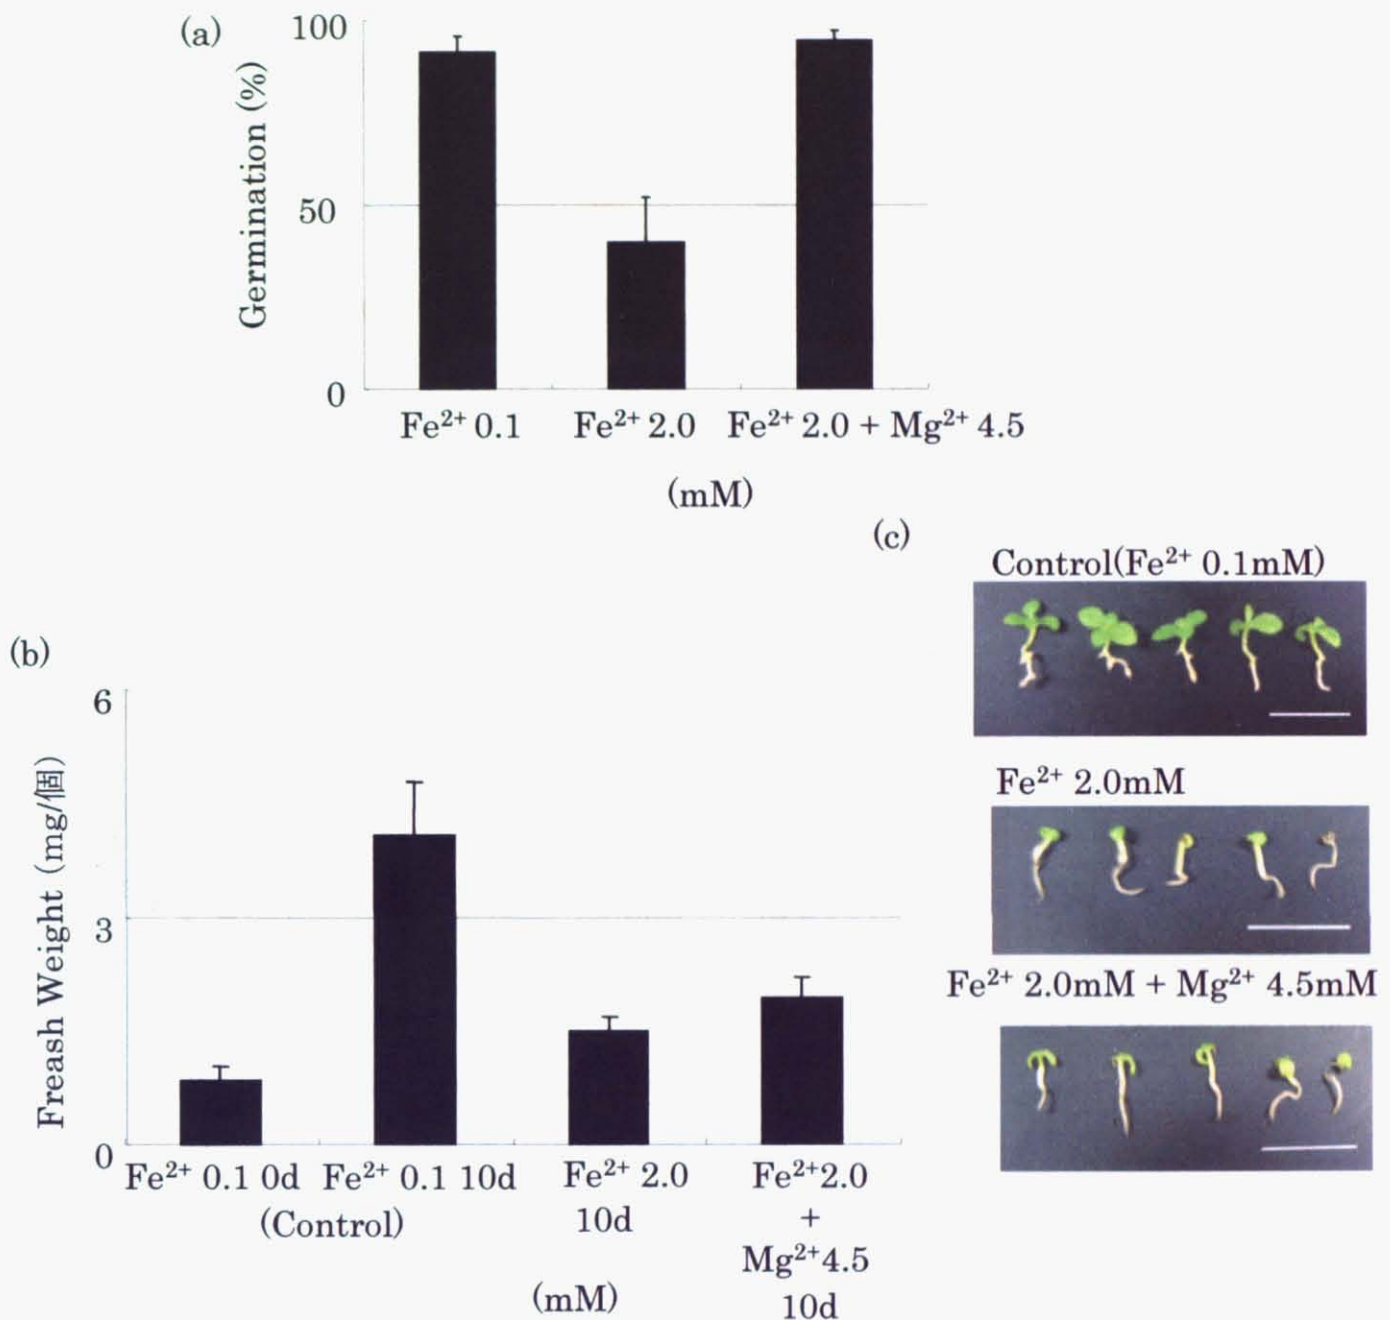 (a)
100
50
0
Germination (%)
Fe²⁺ 0.1 Fe²⁺ 2.0 Fe²⁺ 2.0 + Mg²⁺ 4.5
(mM)
(b)
6
3
0
Freash Weight (mg/個)
Fe²⁺ 0.1 0d Fe²⁺ 0.1 10d Fe²⁺ 2.0 Fe²⁺2.0
(Control) 10d +
Mg²⁺4.5
(mM) 10d
(c)
Control(Fe²⁺ 0.1mM)
Fe²⁺ 2.0mM
Fe²⁺ 2.0mM + Mg²⁺ 4.5mM